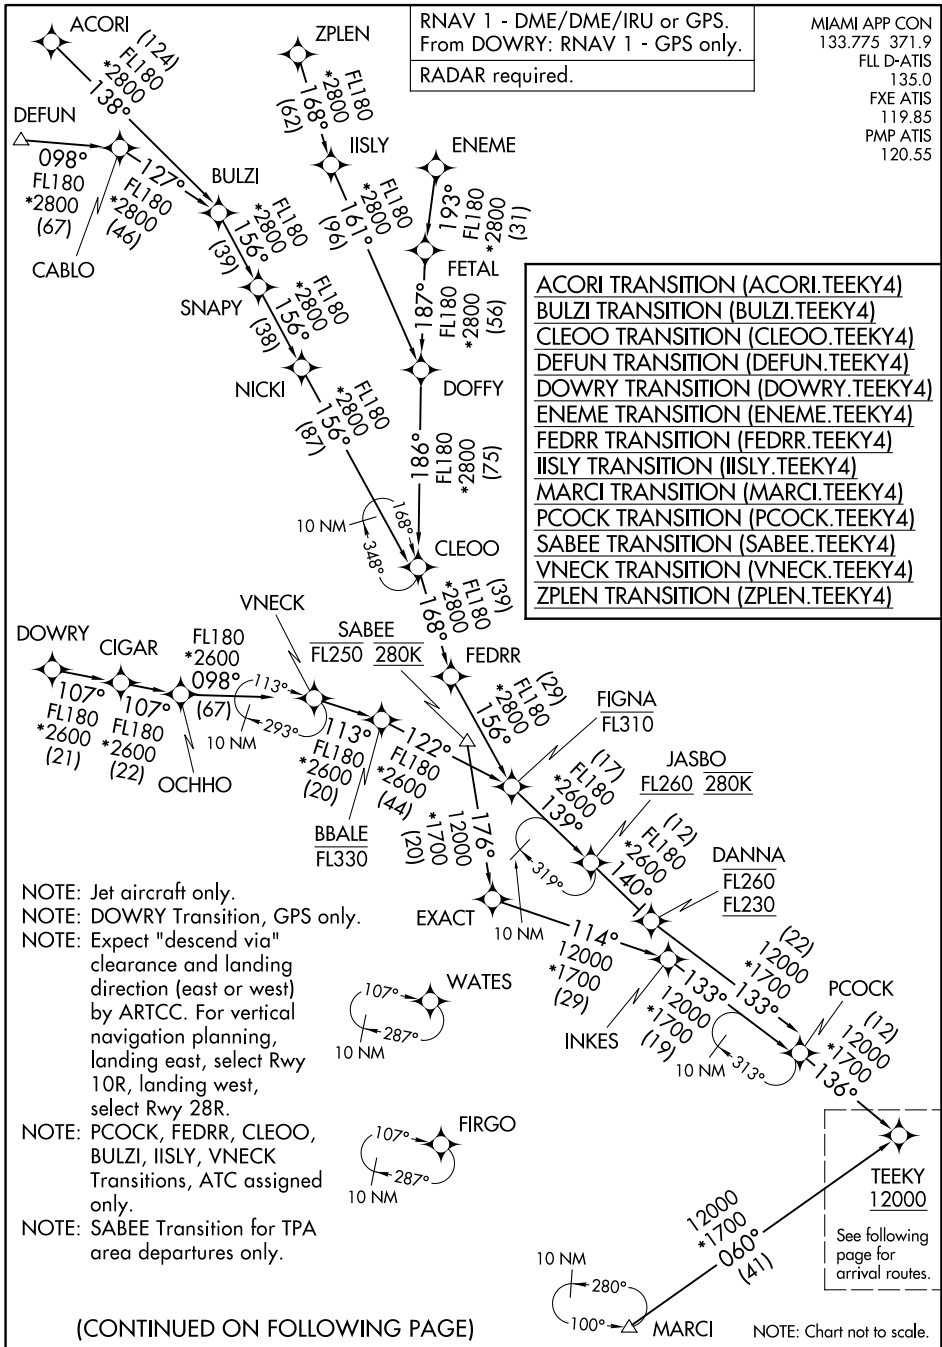 RNAV 1 - DME/DME/IRU or GPS.
From DOWRY: RNAV 1 - GPS only.
RADAR required.
MIAMI APP CON
133.775 371.9
FLL D-ATIS
135.0
FXE ATIS
119.85
PMP ATIS
120.55
ACORI
(124)
FL180
*2800
138°
ZPLEN
FL180
*2800
168°
(62)
DEFUN
098°
FL180
*2800
(67)
CABLO
127°
FL180
*2800
(46)
BULZI
FL180
*2800
156°
(39)
IISLY
FL180
*2800
161°
(96)
ENEME
193°
FL180
*2800
(31)
FETAL
187°
FL180
*2800
(56)
SNAPY
FL180
*2800
156°
(38)
NICKI
FL180
*2800
156°
(87)
DOFFY
186°
FL180
*2800
(75)
10 NM
168°
348°
CLEOO
(39)
FL180
*2800
168°
ACORI TRANSITION (ACORI.TEEKY4)
BULZI TRANSITION (BULZI.TEEKY4)
CLEOO TRANSITION (CLEOO.TEEKY4)
DEFUN TRANSITION (DEFUN.TEEKY4)
DOWRY TRANSITION (DOWRY.TEEKY4)
ENEME TRANSITION (ENEME.TEEKY4)
FEDRR TRANSITION (FEDRR.TEEKY4)
IISLY TRANSITION (IISLY.TEEKY4)
MARCI TRANSITION (MARCI.TEEKY4)
PCOCK TRANSITION (PCOCK.TEEKY4)
SABEE TRANSITION (SABEE.TEEKY4)
VNECK TRANSITION (VNECK.TEEKY4)
ZPLEN TRANSITION (ZPLEN.TEEKY4)
DOWRY
107°
FL180
*2600
(21)
CIGAR
107°
FL180
*2600
(22)
OCHHO
FL180
*2600
098°
(67)
VNECK
113°
293°
10 NM
113°
FL180
*2600
(20)
SABEE
FL250 280K
FEDRR
(29)
FL180
*2800
156°
BBALE
FL330
122°
FL180
*2600
(44)
176°
12000
*1700
(20)
FIGNA
FL310
(17)
FL180
*2600
139°
JASBO
FL260 280K
319°
10 NM
(12)
FL180
*2600
140°
DANNA
FL260
FL230
(22)
12000
*1700
133°
EXACT
114°
12000
*1700
(29)
INKES
133°
12000
*1700
(19)
PCOCK
313°
10 NM
(12)
12000
*1700
136°
TEEKY
12000
See following
page for
arrival routes.
NOTE: Jet aircraft only.
NOTE: DOWRY Transition, GPS only.
NOTE: Expect "descend via"
clearance and landing
direction (east or west)
by ARTCC. For vertical
navigation planning,
landing east, select Rwy
10R, landing west,
select Rwy 28R.
NOTE: PCOCK, FEDRR, CLEOO,
BULZI, IISLY, VNECK
Transitions, ATC assigned
only.
NOTE: SABEE Transition for TPA
area departures only.
WATES
107°
287°
10 NM
FIRGO
107°
287°
10 NM
12000
*1700
060°
(41)
10 NM
280°
100°
MARCI
(CONTINUED ON FOLLOWING PAGE)
NOTE: Chart not to scale.